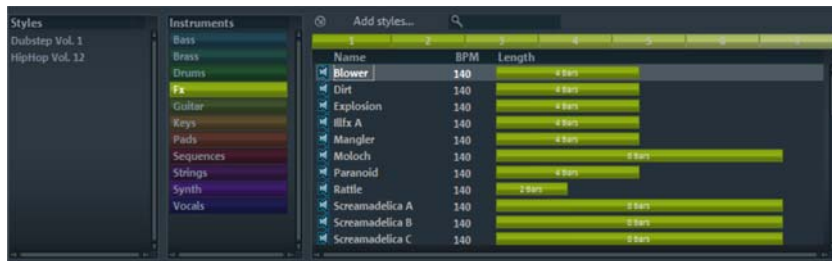 Styles
Dubstep Vol. 1
HipHop Vol. 12
Instruments
Bass
Brass
Drums
Fx
Guitar
Keys
Pads
Sequences
Strings
Synth
Vocals
Add styles...
1 2 3 4 5 6
Name BPM Length
Blower 140 4 Bars
Dirt 140 4 Bars
Explosion 140 4 Bars
Illfx A 140 4 Bars
Mangler 140 4 Bars
Moloch 140 8 Bars
Paranoid 140 4 Bars
Rattle 140 2 Bars
Screamadelica A 140 8 Bars
Screamadelica B 140 8 Bars
Screamadelica C 140 8 Bars